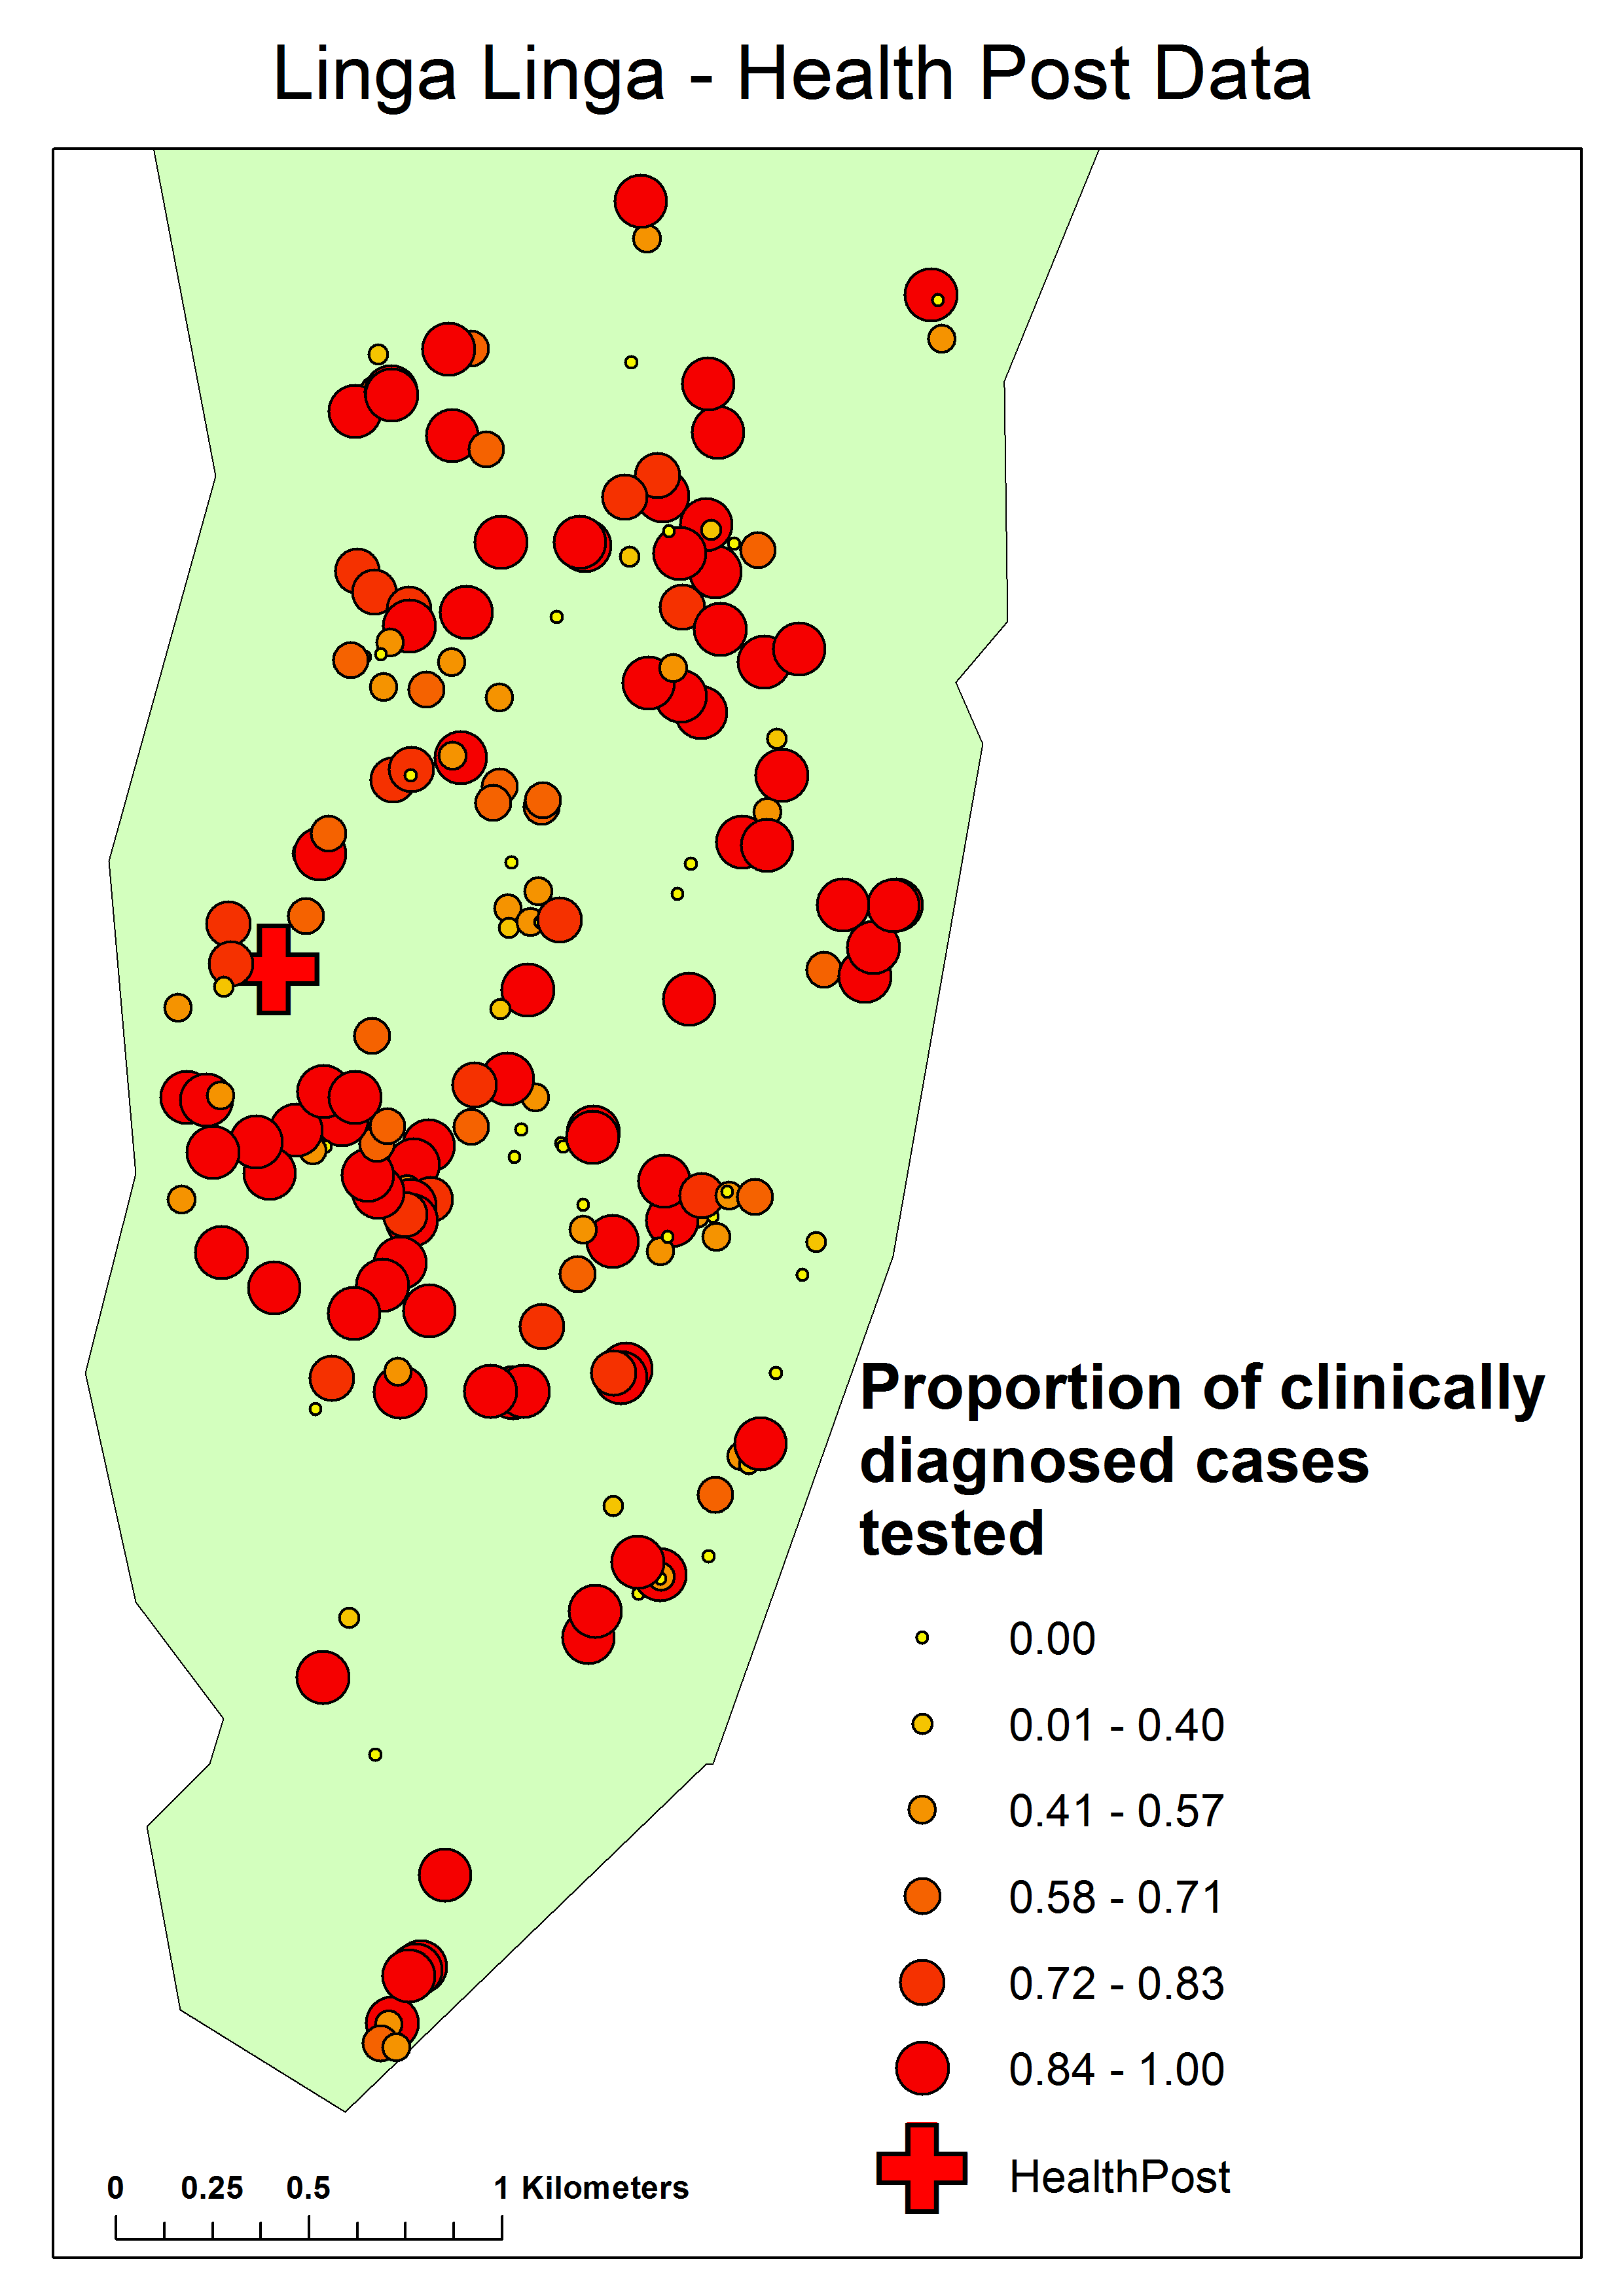 Linga Linga - Health Post Data
Proportion of clinically
diagnosed cases
tested
0.00
0.01 - 0.40
0.41 - 0.57
0.58 - 0.71
0.72 - 0.83
0.84 - 1.00
HealthPost
0 0.25 0.5 1 Kilometers